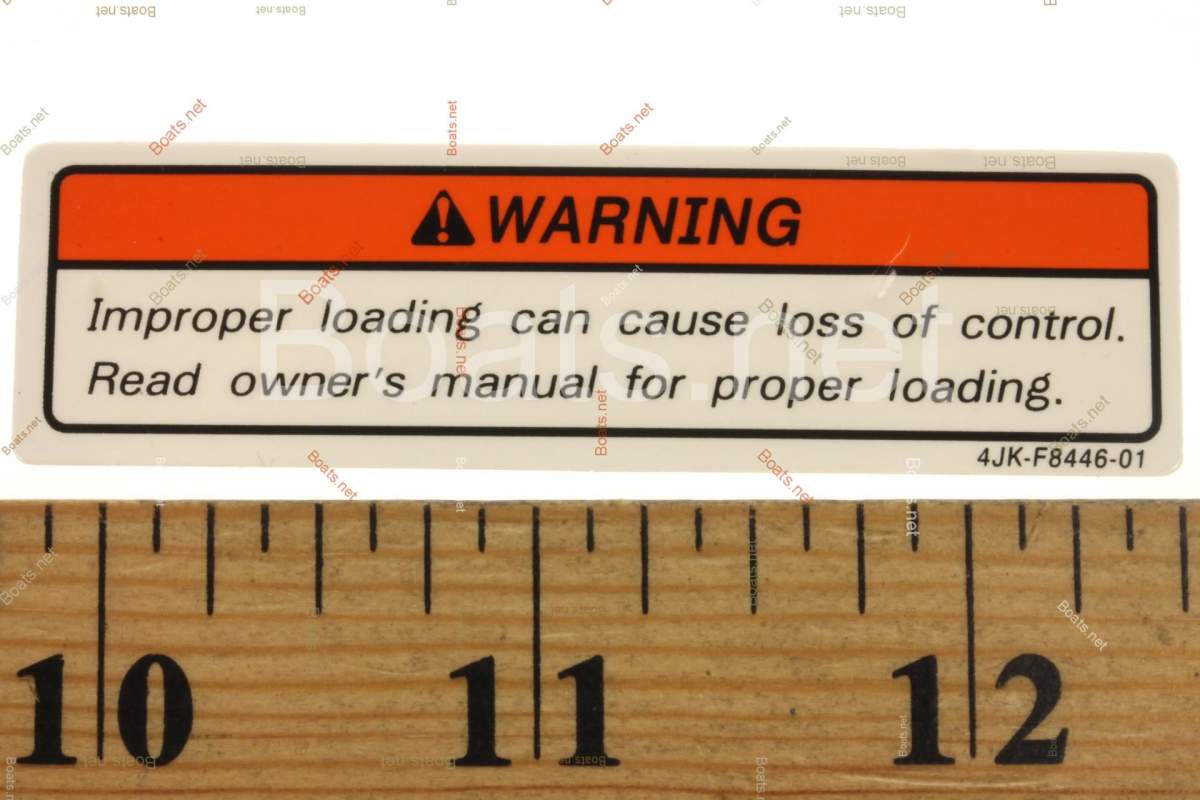 WARNING
Improper loading can cause loss of control.
Read owner's manual for proper loading.
4JK-F8446-01
Boats.net
10 11 12